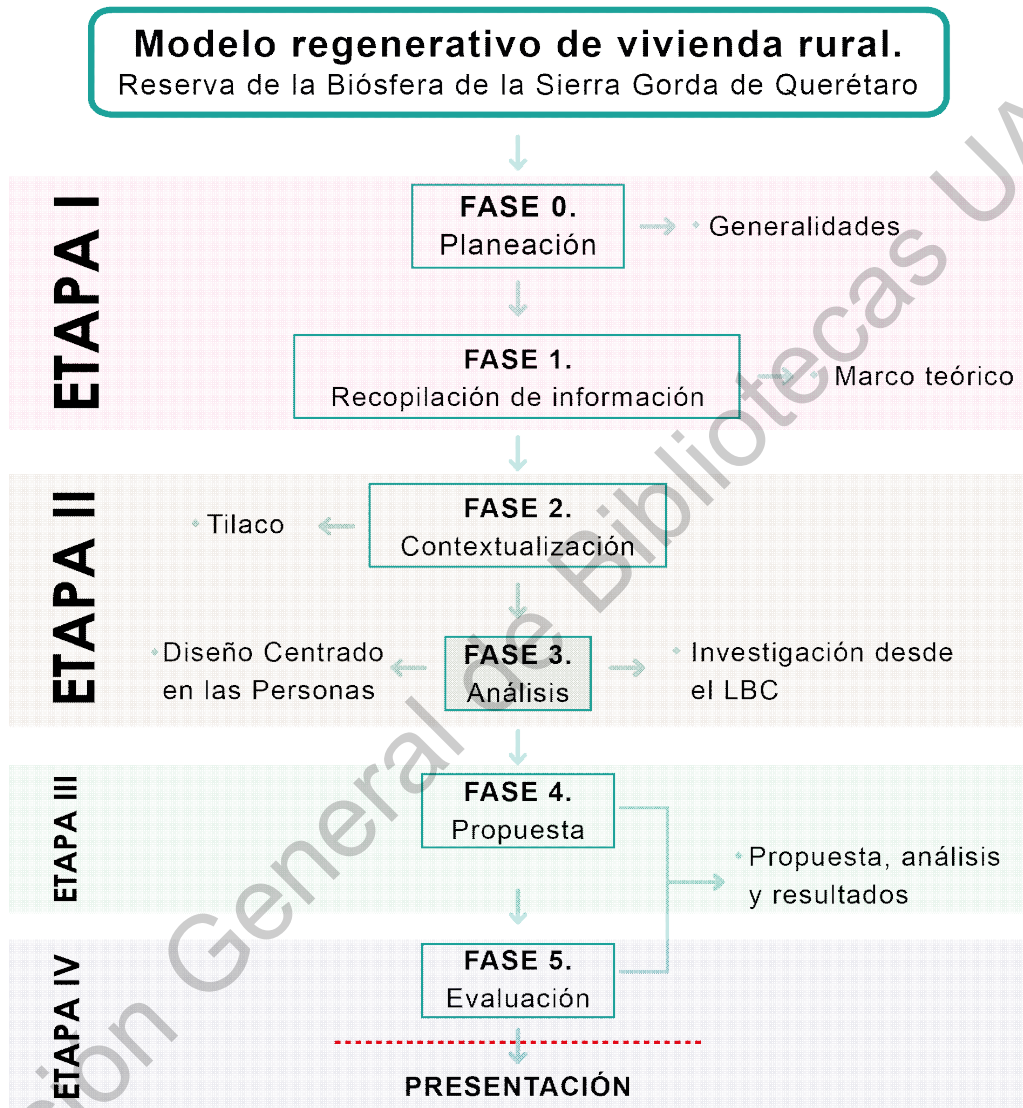 Modelo regenerativo de vivienda rural.
Reserva de la Biósfera de la Sierra Gorda de Querétaro
ETAPA I
FASE 0.
Planeación
Generalidades
FASE 1.
Recopilación de información
Marco teórico
ETAPA II
FASE 2.
Contextualización
Tilaco
FASE 3.
Análisis
Diseño Centrado
en las Personas
Investigación desde
el LBC
ETAPA III
FASE 4.
Propuesta
Propuesta, análisis
y resultados
ETAPA IV
FASE 5.
Evaluación
PRESENTACIÓN
General de Bibliotecas